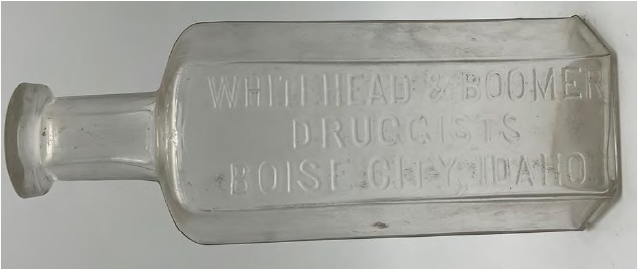 WHITEHEAD & BOOMER
DRUGGISTS
BOISE CITY, IDAHO